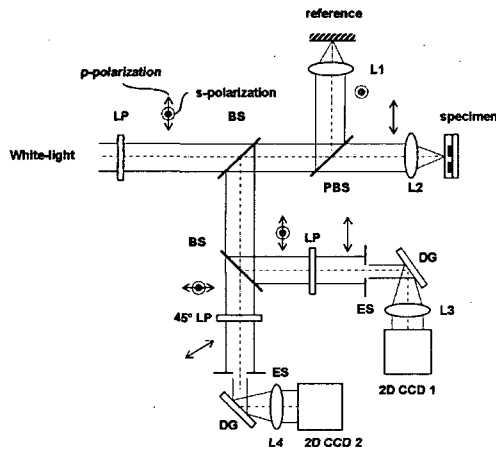 reference
p-polarization
s-polarization
L1
LP
BS
specimen
White-light
PBS
L2
BS
LP
DG
45° LP
ES
L3
ES
2D CCD 1
DG
L4
2D CCD 2